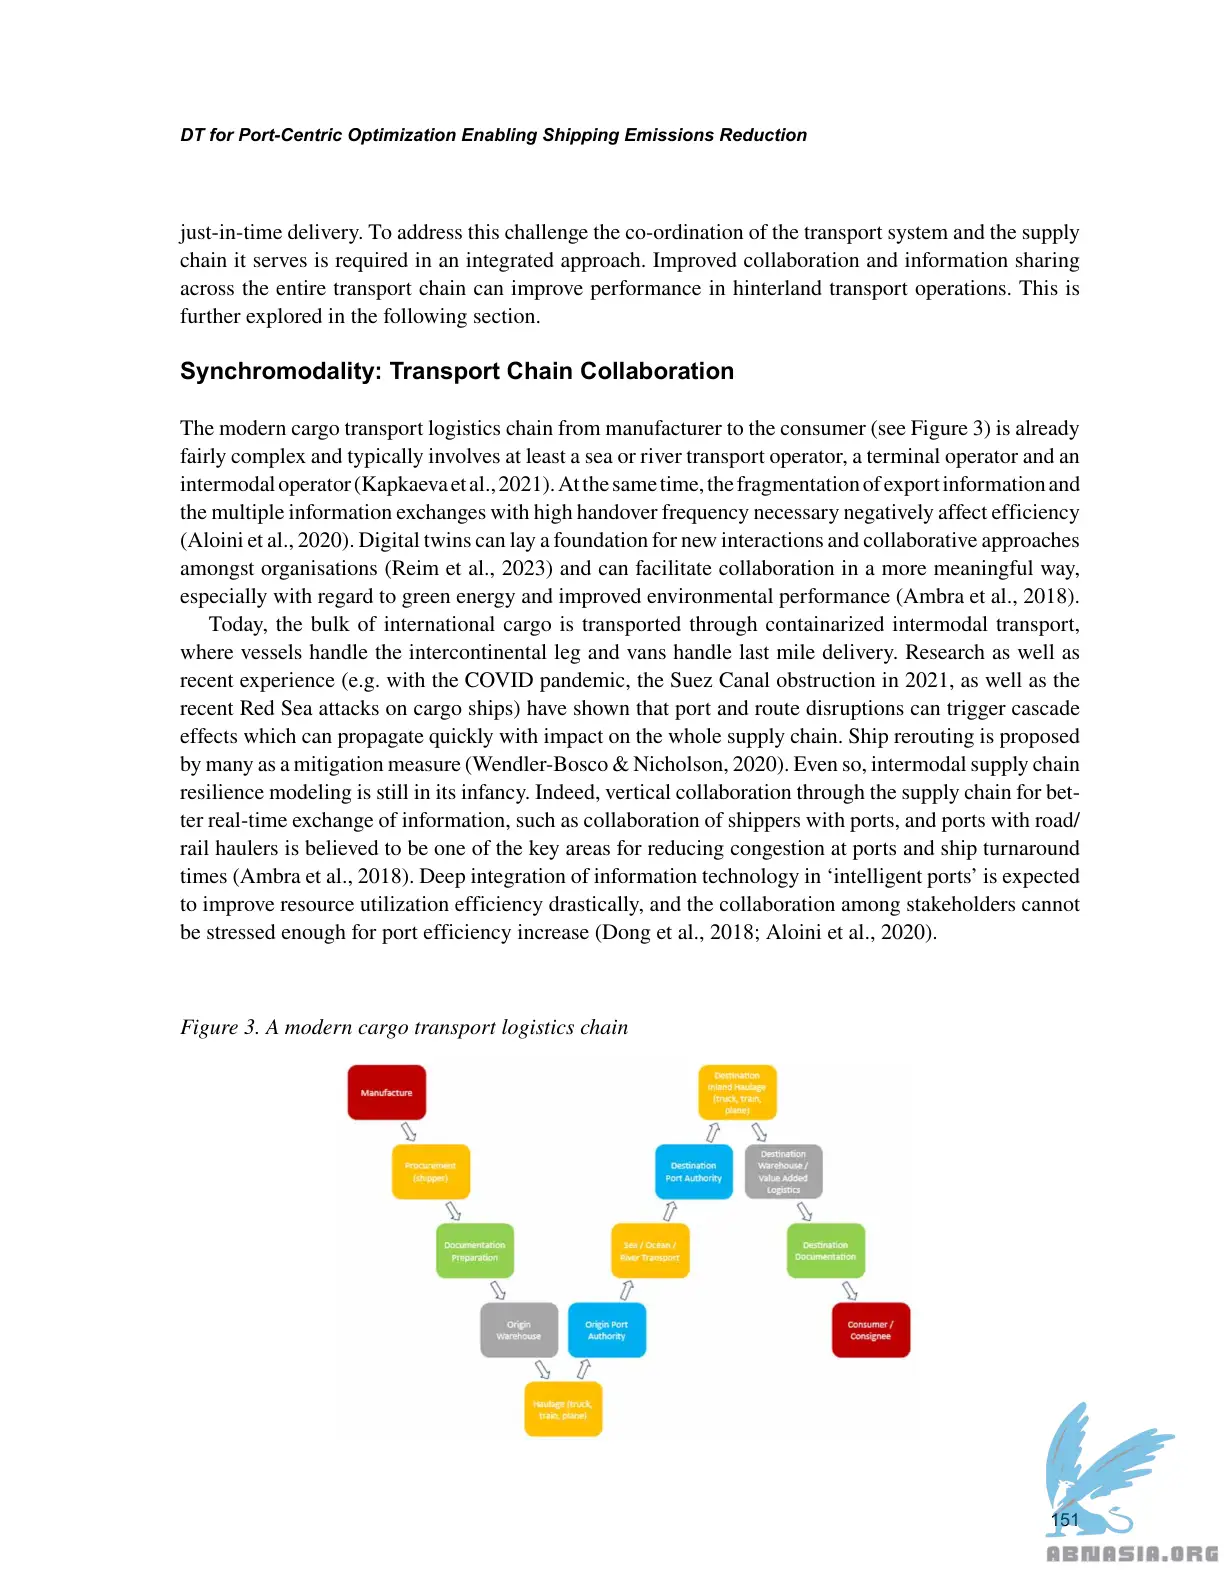 DT for Port-Centric Optimization Enabling Shipping Emissions Reduction
just-in-time delivery. To address this challenge the co-ordination of the transport system and the supply
chain it serves is required in an integrated approach. Improved collaboration and information sharing
across the entire transport chain can improve performance in hinterland transport operations. This is
further explored in the following section.
Synchromodality: Transport Chain Collaboration
The modern cargo transport logistics chain from manufacturer to the consumer (see Figure 3) is already
fairly complex and typically involves at least a sea or river transport operator, a terminal operator and an
intermodal operator (Kapkaeva et al., 2021). At the same time, the fragmentation of export information and
the multiple information exchanges with high handover frequency necessary negatively affect efficiency
(Aloini et al., 2020). Digital twins can lay a foundation for new interactions and collaborative approaches
amongst organisations (Reim et al., 2023) and can facilitate collaboration in a more meaningful way,
especially with regard to green energy and improved environmental performance (Ambra et al., 2018).
Today, the bulk of international cargo is transported through containarized intermodal transport,
where vessels handle the intercontinental leg and vans handle last mile delivery. Research as well as
recent experience (e.g. with the COVID pandemic, the Suez Canal obstruction in 2021, as well as the
recent Red Sea attacks on cargo ships) have shown that port and route disruptions can trigger cascade
effects which can propagate quickly with impact on the whole supply chain. Ship rerouting is proposed
by many as a mitigation measure (Wendler-Bosco & Nicholson, 2020). Even so, intermodal supply chain
resilience modeling is still in its infancy. Indeed, vertical collaboration through the supply chain for bet-
ter real-time exchange of information, such as collaboration of shippers with ports, and ports with road/
rail haulers is believed to be one of the key areas for reducing congestion at ports and ship turnaround
times (Ambra et al., 2018). Deep integration of information technology in ‘intelligent ports’ is expected
to improve resource utilization efficiency drastically, and the collaboration among stakeholders cannot
be stressed enough for port efficiency increase (Dong et al., 2018; Aloini et al., 2020).
Figure 3. A modern cargo transport logistics chain
Manufacture
Procurement
(shipper)
Documentation
Preparation
Origin
Warehouse
Haulage (truck,
train, plane)
Origin Port
Authority
Sea / Ocean /
River Transport
Destination
Port Authority
Destination
Inland Haulage
(truck, train,
plane)
Destination
Warehouse /
Value Added
Logistics
Destination
Documentation
Consumer /
Consignee
151
ABNASIA.ORG